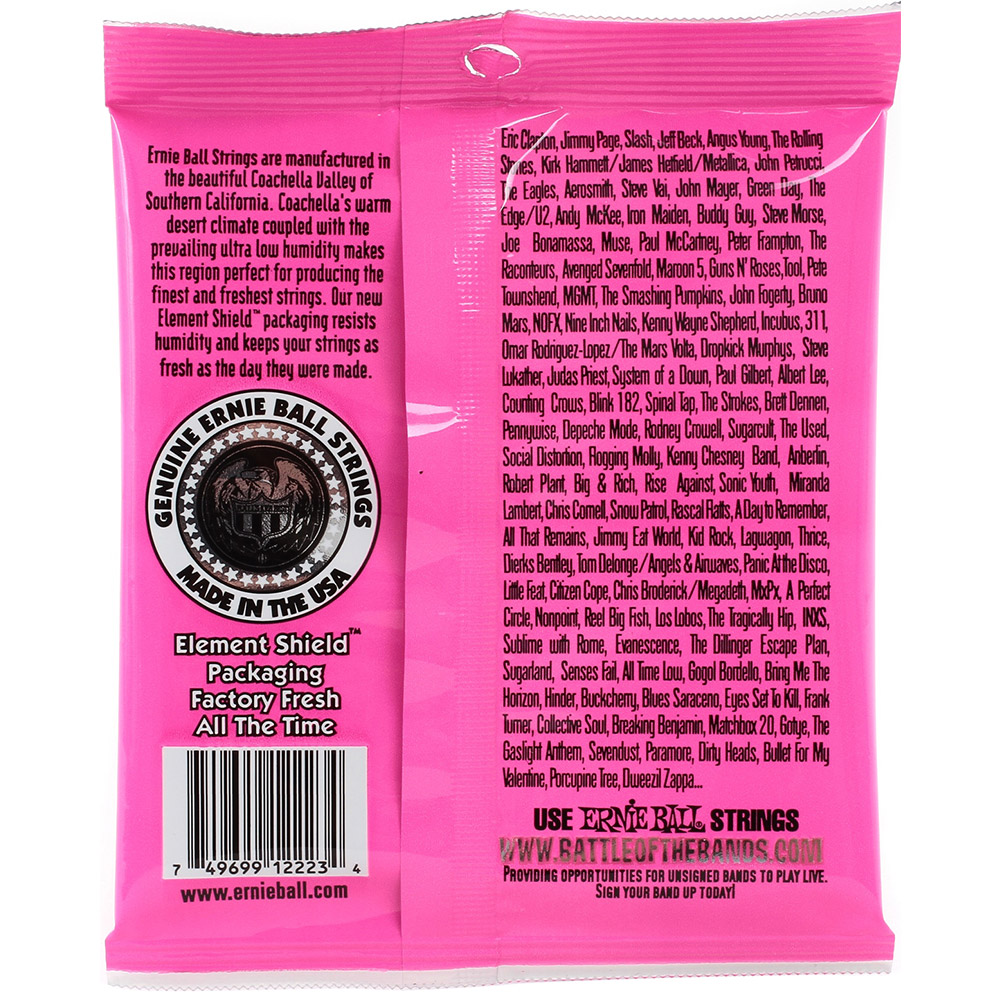 Ernie Ball Strings are manufactured in
the beautiful Coachella Valley of
Southern California. Coachella's warm
desert climate coupled with the
prevailing ultra low humidity makes
this region perfect for producing the
finest and freshest strings. Our new
Element Shield™ packaging resists
humidity and keeps your strings as
fresh as the day they were made.
GENUINE ERNIE BALL STRINGS
MADE IN THE USA
Element Shield™
Packaging
Factory Fresh
All The Time
7 49699 12223 4
www.ernieball.com
Eric Clapton, Jimmy Page, Slash, Jeff Beck, Angus Young, The Rolling
Stones, Kirk Hammett/James Hetfield/Metallica, John Petrucci.
The Eagles, Aerosmith, Steve Vai, John Mayer, Green Day, The
Edge/U2, Andy McKee, Iron Maiden, Buddy Guy, Steve Morse,
Joe Bonamassa, Muse, Paul McCartney, Peter Frampton, The
Raconteurs, Avenged Sevenfold, Maroon 5, Guns N' Roses,Tool, Pete
Townshend, MGMT, The Smashing Pumpkins, John Fogerty, Bruno
Mars, NOFX, Nine Inch Nails, Kenny Wayne Shepherd, Incubus, 311,
Omar Rodriguez-Lopez/The Mars Volta, Dropkick Murphys, Steve
Lukather, Judas Priest, System of a Down, Paul Gilbert, Albert Lee,
Counting Crows, Blink 182, Spinal Tap, The Strokes, Brett Dennen,
Pennywise, Depeche Mode, Rodney Crowell, Sugarcult, The Used,
Social Distortion, Flogging Molly, Kenny Chesney Band, Anberlin,
Robert Plant, Big & Rich, Rise Against, Sonic Youth, Miranda
Lambert, Chris Cornell, Snow Patrol, Rascal Flatts, A Day to Remember,
All That Remains, Jimmy Eat World, Kid Rock, Lagwagon, Thrice,
Dierks Bentley, Tom Delonge/Angels & Airwaves, Panic At the Disco,
Little Feat, Citizen Cope, Chris Broderick/Megadeth, MxPx, A Perfect
Circle, Nonpoint, Reel Big Fish, Los Lobos, The Tragically Hip, INXS,
Sublime with Rome, Evanescence, The Dillinger Escape Plan,
Sugarland, Senses Fail, All Time Low, Gogol Bordello, Bring Me The
Horizon, Hinder, Buckcherry, Blues Saraceno, Eyes Set To Kill, Frank
Turner, Collective Soul, Breaking Benjamin, Matchbox 20, Gotye, The
Gaslight Anthem, Sevendust, Paramore, Dirty Heads, Bullet For My
Valentine, Porcupine Tree, Dweezil Zappa...
USE ERNIE BALL® STRINGS
WWW.BATTLEOFTHEBANDS.COM
PROVIDING OPPORTUNITIES FOR UNSIGNED BANDS TO PLAY LIVE.
SIGN YOUR BAND UP TODAY!